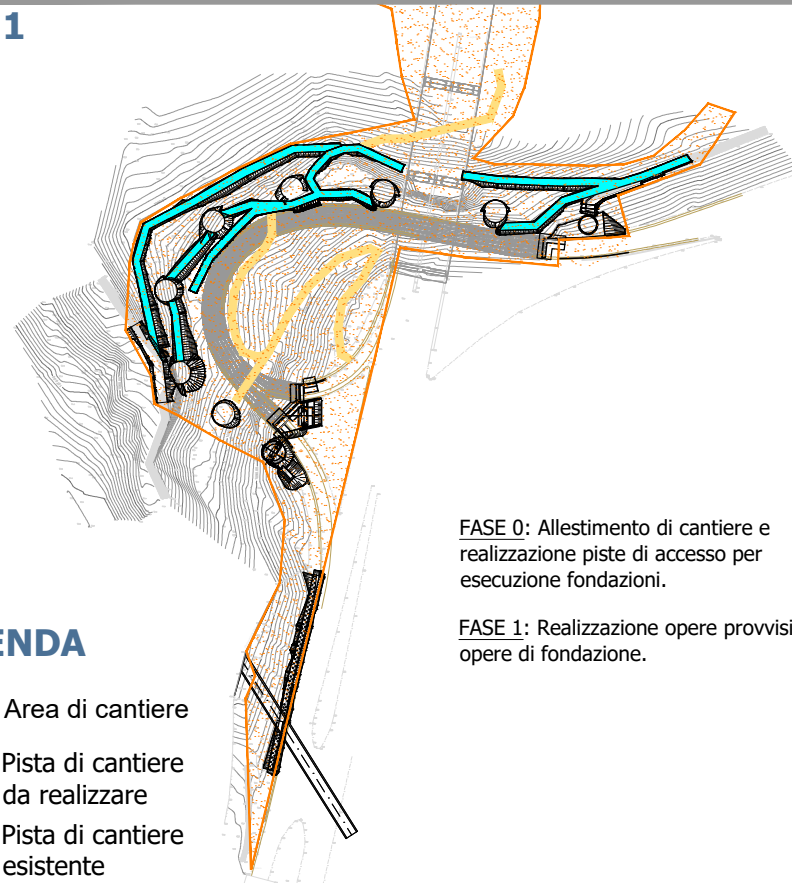 1
FASE 0: Allestimento di cantiere e
realizzazione piste di accesso per
esecuzione fondazioni.
FASE 1: Realizzazione opere provvisi
opere di fondazione.
ENDA
Area di cantiere
Pista di cantiere
da realizzare
Pista di cantiere
esistente